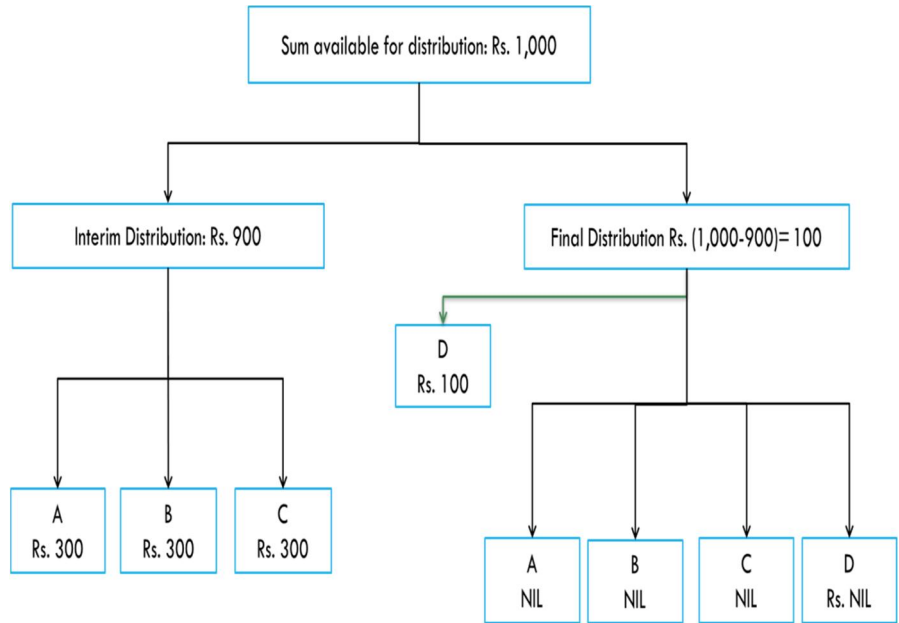 Sum available for distribution: Rs. 1,000
Interim Distribution: Rs. 900
Final Distribution Rs. (1,000-900)= 100
D
Rs. 100
A
Rs. 300
B
Rs. 300
C
Rs. 300
A
NIL
B
NIL
C
NIL
D
Rs. NIL